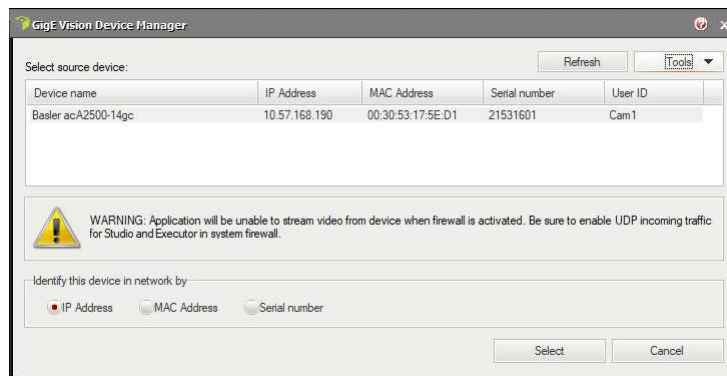 GigE Vision Device Manager
Select source device:
Refresh
Tools
Device name IP Address MAC Address Serial number User ID
Basler acA2500-14gc 10.57.168.190 00:30:53:17:5E:D1 21531601 Cam1
WARNING: Application will be unable to stream video from device when firewall is activated. Be sure to enable UDP incoming traffic
for Studio and Executor in system firewall.
Identify this device in network by
IP Address MAC Address Serial number
Select Cancel